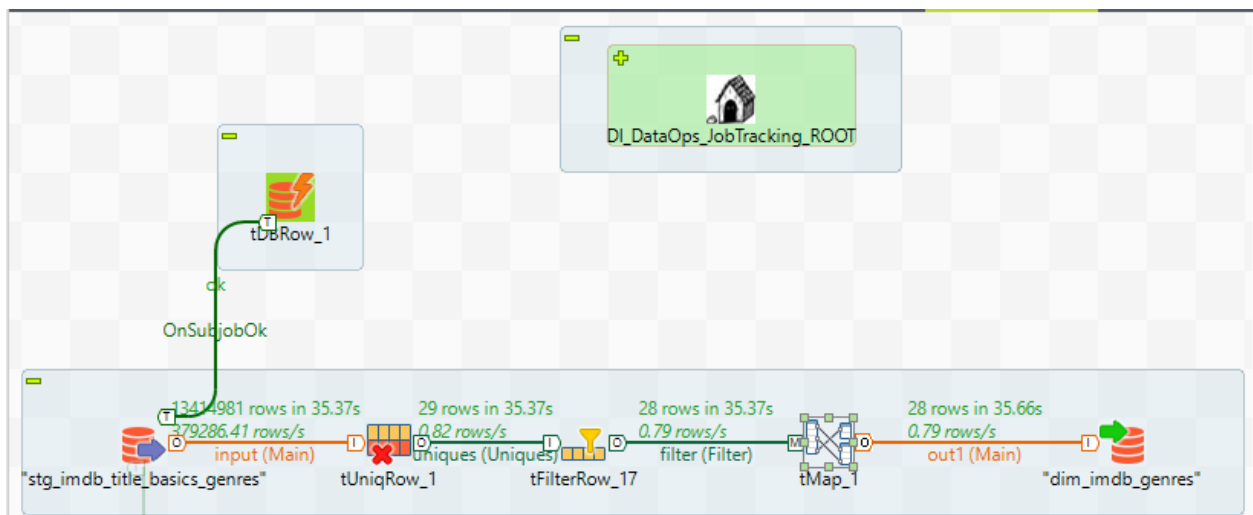 DI_DataOps_JobTracking_ROOT
T
tDBRow_1
ok
OnSubjobOk
T
13414981 rows in 35.37s
29 rows in 35.37s
28 rows in 35.37s
28 rows in 35.66s
379286.41 rows/s
0.82 rows/s
0.79 rows/s
0.79 rows/s
O
I
O
I
O
M
O
I
input (Main)
uniques (Uniques)
filter (Filter)
out1 (Main)
"stg_imdb_title_basics_genres"
tUniqRow_1
tFilterRow_17
tMap_1
"dim_imdb_genres"